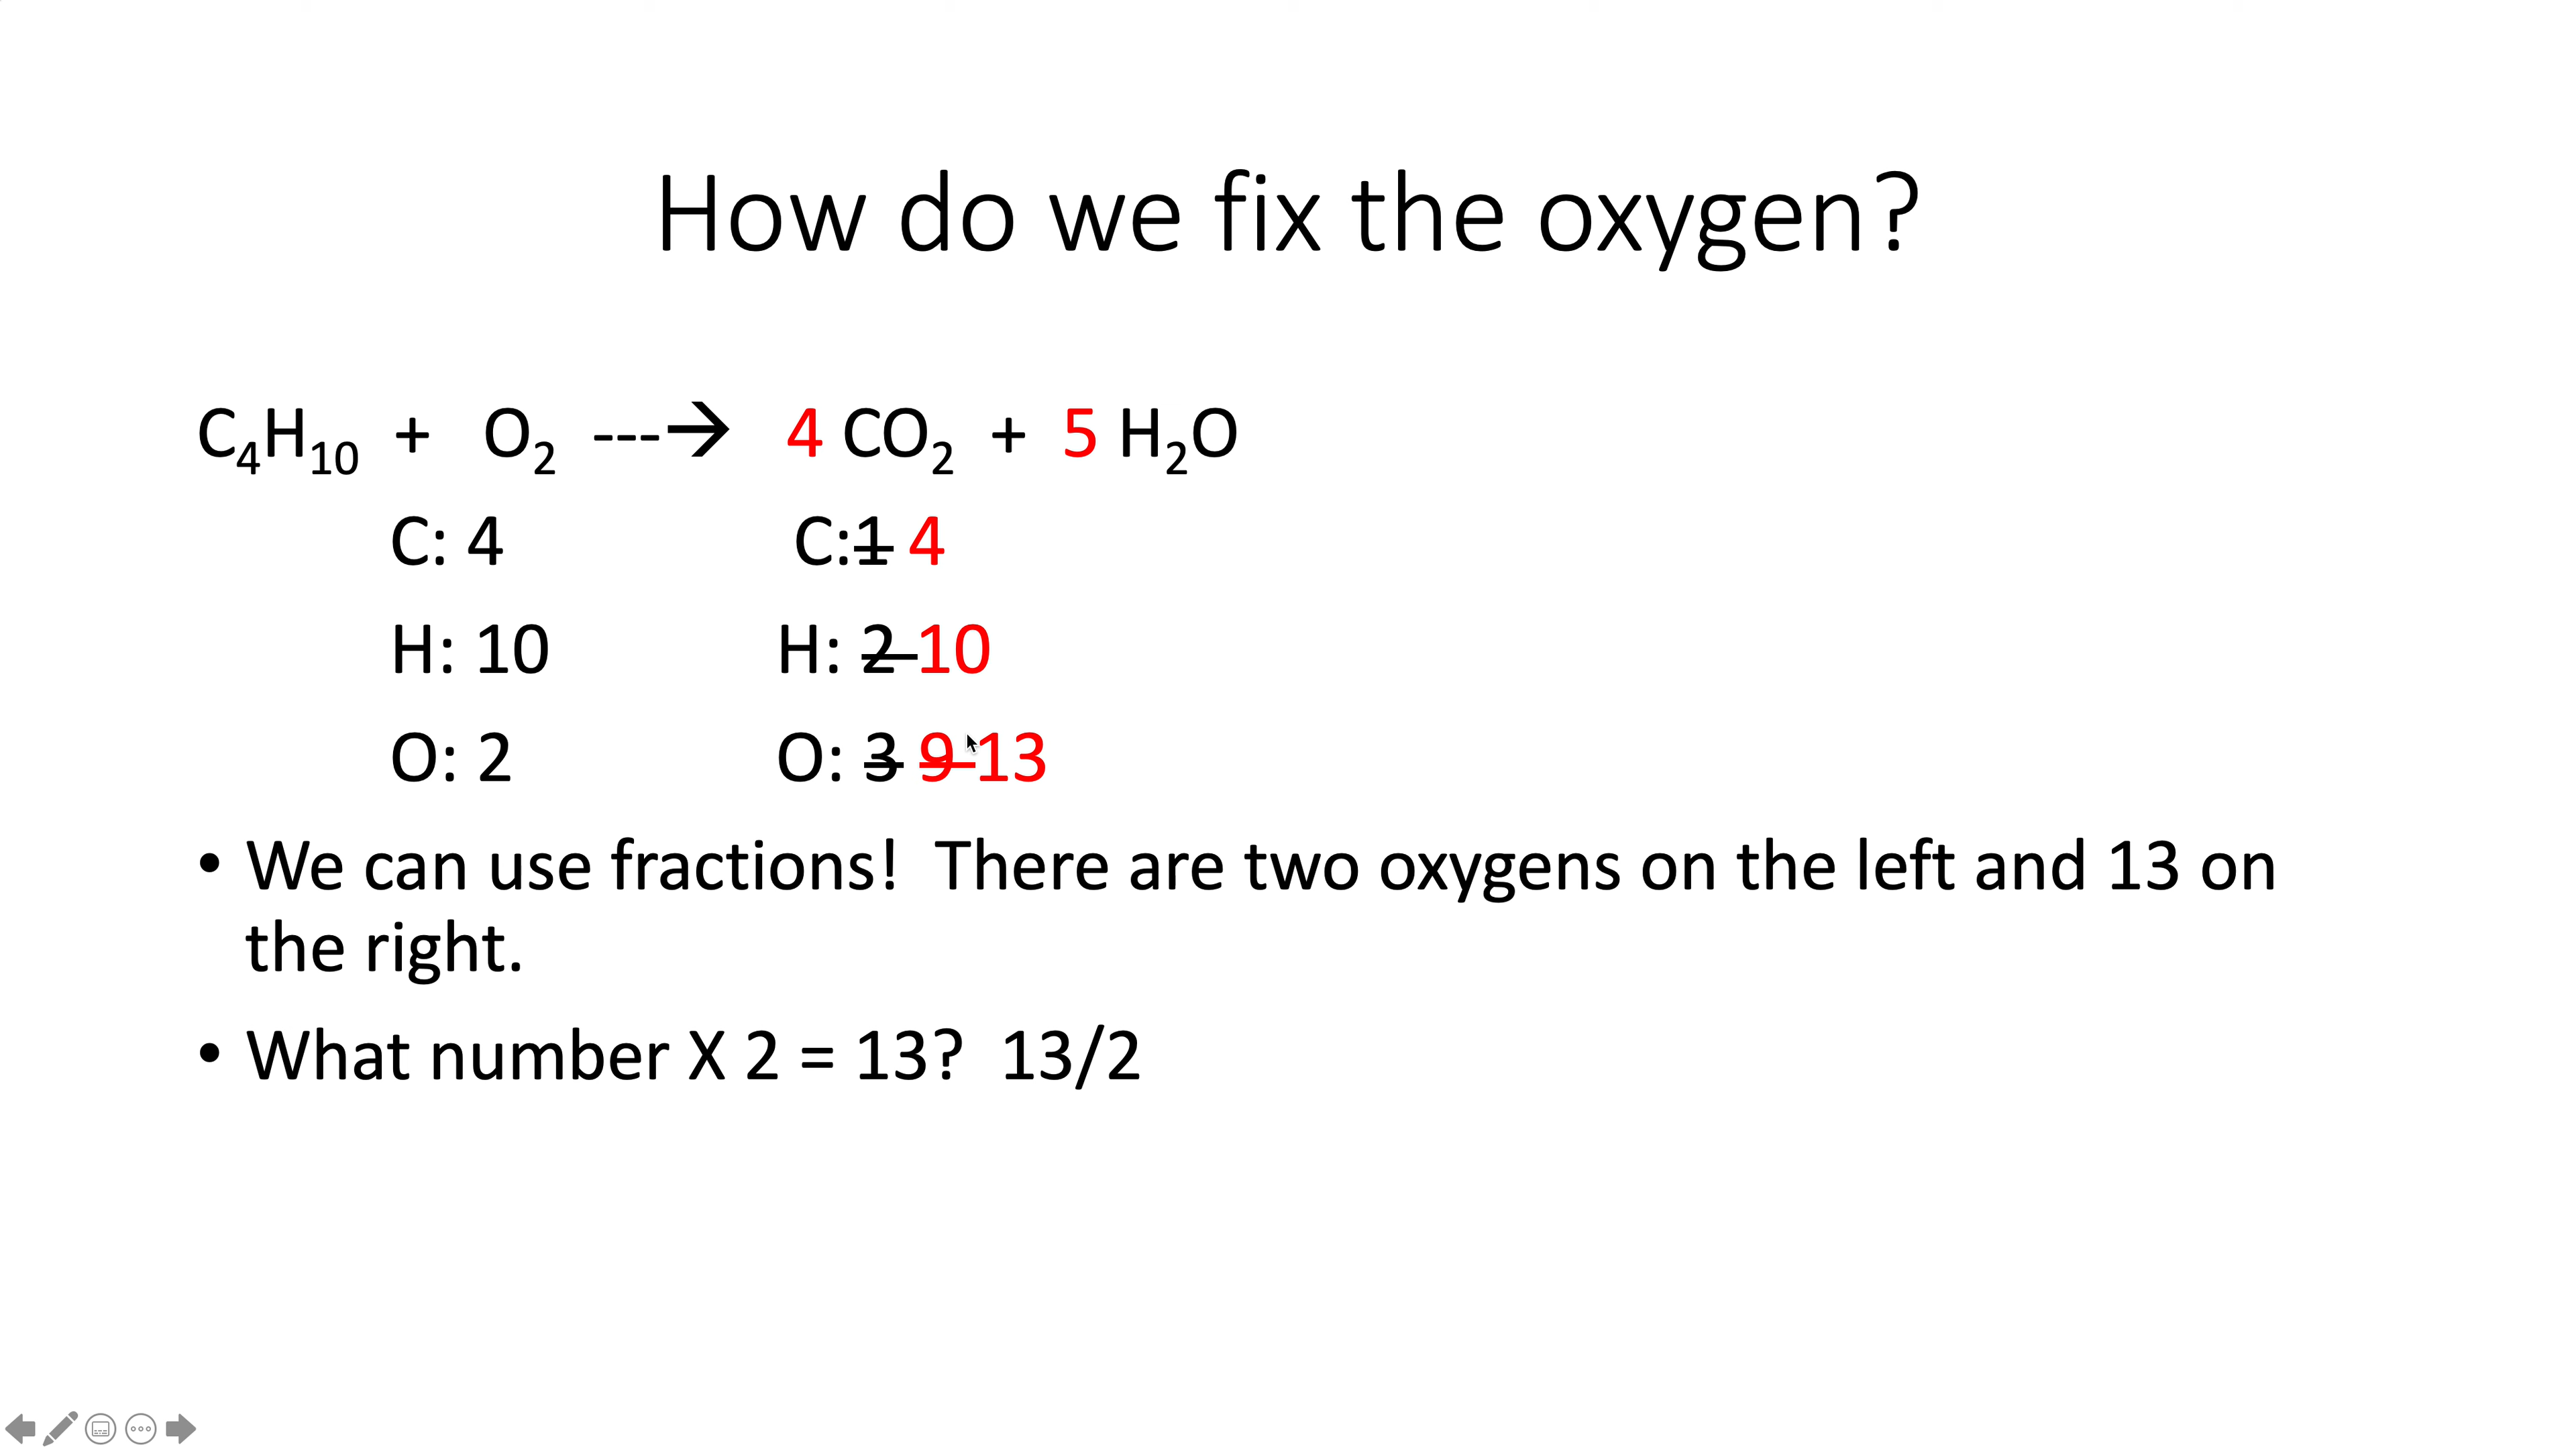 How do we fix the oxygen?
C₄H₁₀ + O₂ ---→ 4 CO₂ + 5 H₂O
C: 4 C:1 4
H: 10 H: 2 10
O: 2 O: 3 9 13
• We can use fractions! There are two oxygens on the left and 13 on
the right.
• What number X 2 = 13? 13/2